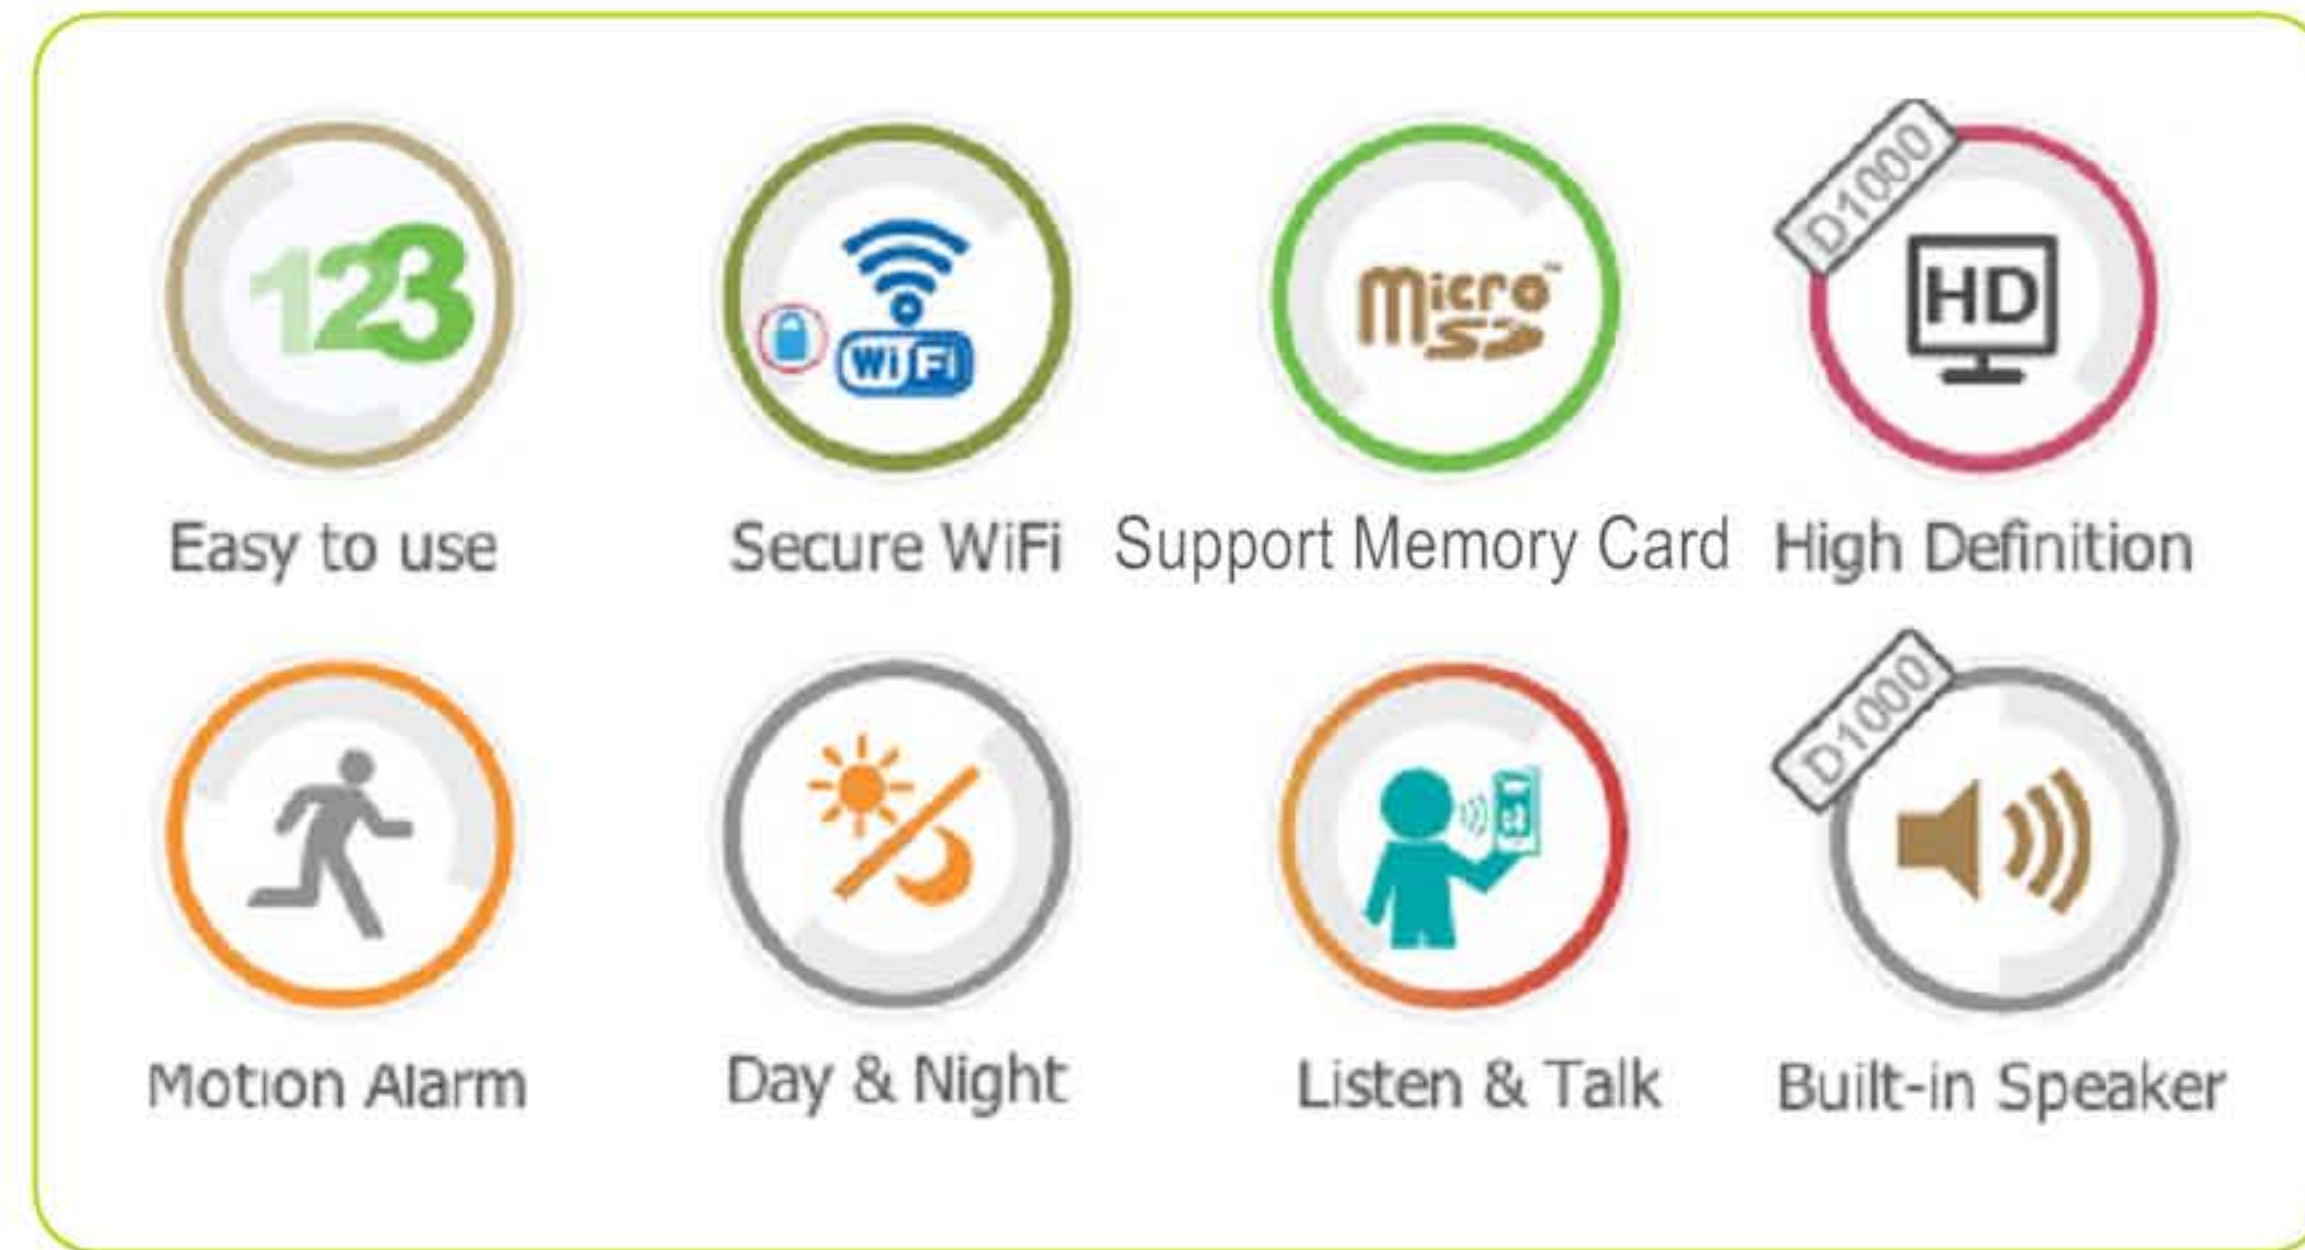 123
WiFi
Micro SD™
D1000
HD
Easy to use
Secure WiFi
Support Memory Card
High Definition
D1000
Motion Alarm
Day & Night
Listen & Talk
Built-in Speaker